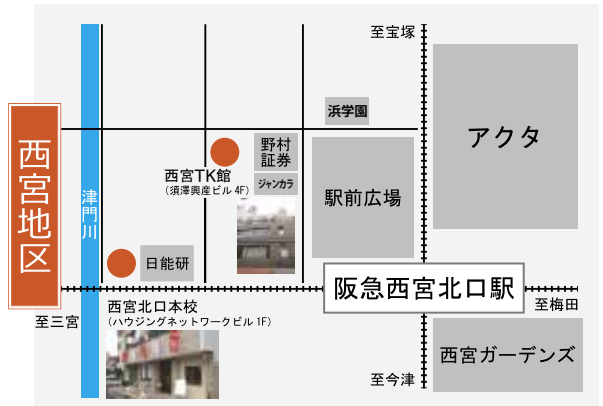 至宝塚
浜学園
アクタ
西宮地区
野村
証券
西宮TK館
(須澤興産ビル 4F)
ジャンカラ
津門川
駅前広場
日能研
阪急西宮北口駅
至梅田
西宮北口本校
(ハウジングネットワークビル 1F)
至三宮
西宮ガーデンズ
至今津